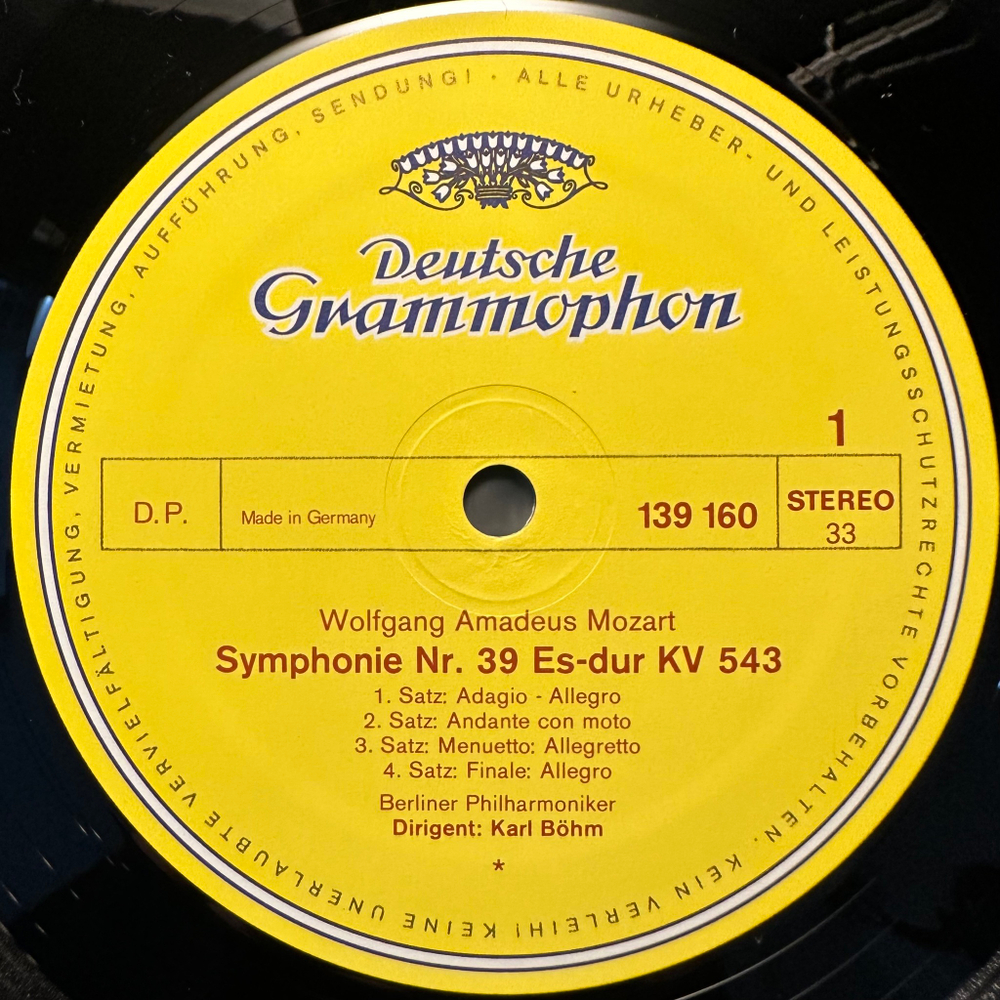 ALLE URHEBER- UND LEISTUNGSSCHUTZRECHTE VORBEHALTEN. KEIN VERLEIH! KEINE UNERLAUBTE VERVIELFÄLTIGUNG, VERMIETUNG, AUFFÜHRUNG, SENDUNG! ·
Deutsche
Grammophon
1
D.P.
Made in Germany
139 160
STEREO
33
Wolfgang Amadeus Mozart
Symphonie Nr. 39 Es-dur KV 543
1. Satz: Adagio - Allegro
2. Satz: Andante con moto
3. Satz: Menuetto: Allegretto
4. Satz: Finale: Allegro
Berliner Philharmoniker
Dirigent: Karl Böhm
*